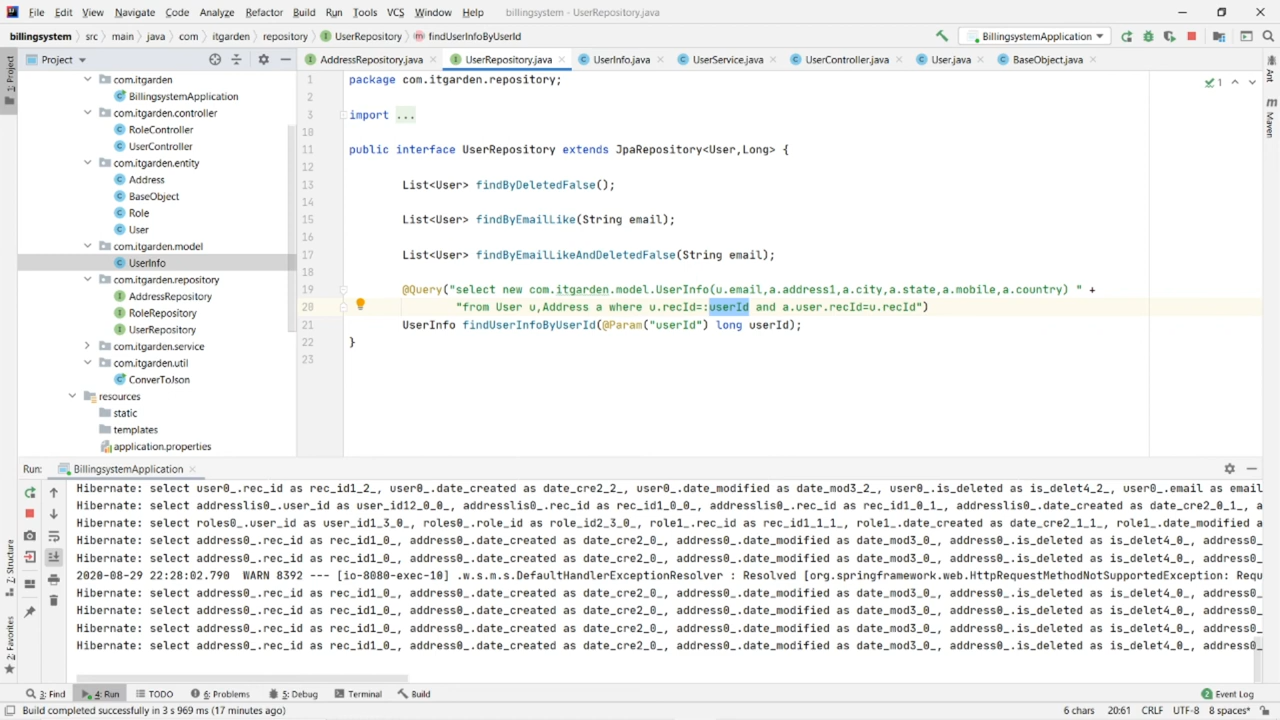 File Edit View Navigate Code Analyze Refactor Build Run Tools VCS Window Help billingsystem - UserRepository.java
billingsystem src main java com itgarden repository UserRepository findUserInfoByUserId BillingsystemApplication
Project AddressRepository.java UserRepository.java UserInfo.java UserService.java UserController.java User.java BaseObject.java
1: Project
Ant
Maven
com.itgarden
BillingsystemApplication
com.itgarden.controller
RoleController
UserController
com.itgarden.entity
Address
BaseObject
Role
User
com.itgarden.model
UserInfo
com.itgarden.repository
AddressRepository
RoleRepository
UserRepository
com.itgarden.service
com.itgarden.util
ConverToJson
resources
static
templates
application.properties
1 package com.itgarden.repository;
2
3 import ...
10
11 public interface UserRepository extends JpaRepository<User,Long> {
12
13 List<User> findByDeletedFalse();
14
15 List<User> findByEmailLike(String email);
16
17 List<User> findByEmailLikeAndDeletedFalse(String email);
18
19 @Query("select new com.itgarden.model.UserInfo(u.email,a.address1,a.city,a.state,a.mobile,a.country) " +
20 "from User u,Address a where u.recId=:userId and a.user.recId=u.recId")
21 UserInfo findUserInfoByUserId(@Param("userId") long userId);
22 }
23
1
Run: BillingsystemApplication
Hibernate: select user0_.rec_id as rec_id1_2_, user0_.date_created as date_cre2_2_, user0_.date_modified as date_mod3_2_, user0_.is_deleted as is_delet4_2_, user0_.email as email
Hibernate: select addresslis0_.user_id as user_id12_0_0_, addresslis0_.rec_id as rec_id1_0_0_, addresslis0_.rec_id as rec_id1_0_1_, addresslis0_.date_created as date_cre2_0_1_, a
Hibernate: select roles0_.user_id as user_id1_3_0_, roles0_.role_id as role_id2_3_0_, role1_.rec_id as rec_id1_1_1_, role1_.date_created as date_cre2_1_1_, role1_.date_modified a
Hibernate: select address0_.rec_id as rec_id1_0_, address0_.date_created as date_cre2_0_, address0_.date_modified as date_mod3_0_, address0_.is_deleted as is_delet4_0_, address0_
Hibernate: select address0_.rec_id as rec_id1_0_, address0_.date_created as date_cre2_0_, address0_.date_modified as date_mod3_0_, address0_.is_deleted as is_delet4_0_, address0_
2020-08-29 22:28:02.790 WARN 8392 --- [io-8080-exec-10] .w.s.m.s.DefaultHandlerExceptionResolver : Resolved [org.springframework.web.HttpRequestMethodNotSupportedException: Requ
Hibernate: select address0_.rec_id as rec_id1_0_, address0_.date_created as date_cre2_0_, address0_.date_modified as date_mod3_0_, address0_.is_deleted as is_delet4_0_, address0_
Hibernate: select address0_.rec_id as rec_id1_0_, address0_.date_created as date_cre2_0_, address0_.date_modified as date_mod3_0_, address0_.is_deleted as is_delet4_0_, address0_
Hibernate: select address0_.rec_id as rec_id1_0_, address0_.date_created as date_cre2_0_, address0_.date_modified as date_mod3_0_, address0_.is_deleted as is_delet4_0_, address0_
Hibernate: select address0_.rec_id as rec_id1_0_, address0_.date_created as date_cre2_0_, address0_.date_modified as date_mod3_0_, address0_.is_deleted as is_delet4_0_, address0_
Z: Structure
2: Favorites
3: Find 4: Run TODO 6: Problems 5: Debug Terminal Build Event Log
Build completed successfully in 3 s 969 ms (17 minutes ago) 6 chars 20:61 CRLF UTF-8 8 spaces*